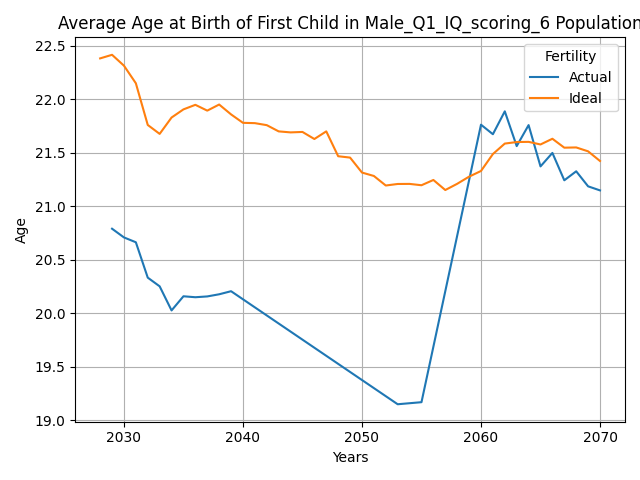 Average Age at Birth of First Child in Male_Q1_IQ_scoring_6 Population
Fertility
Actual
Ideal
22.5
22.0
21.5
21.0
20.5
20.0
19.5
19.0
Age
2030 2040 2050 2060 2070
Years